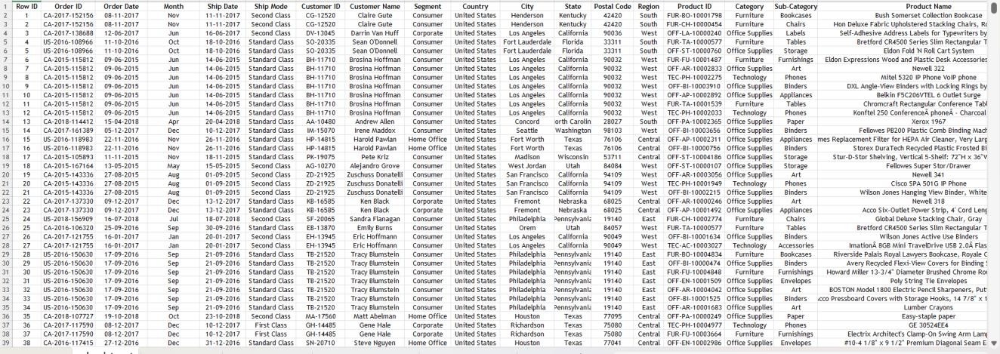 1 Row ID Order ID Order Date Month Ship Date Ship Mode Customer ID Customer Name Segment Country City State Postal Code Region Product ID Category Sub-Category Product Name
2 1 CA-2017-152156 08-11-2017 Nov 11-11-2017 Second Class CG-12520 Claire Gute Consumer United States Henderson Kentucky 42420 South FUR-BO-10001798 Furniture Bookcases Bush Somerset Collection Bookcase
3 2 CA-2017-152156 08-11-2017 Nov 11-11-2017 Second Class CG-12520 Claire Gute Consumer United States Henderson Kentucky 42420 South FUR-CH-10000454 Furniture Chairs Hon Deluxe Fabric Upholstered Stacking Chairs, Ro
4 3 CA-2017-138688 12-06-2017 Jun 16-06-2017 Second Class DV-13045 Darrin Van Huff Corporate United States Los Angeles California 90036 West OFF-LA-10000240 Office Supplies Labels Self-Adhesive Address Labels for Typewriters by
5 4 US-2016-108966 11-10-2016 Oct 18-10-2016 Standard Class SO-20335 Sean O'Donnell Consumer United States Fort Lauderdale Florida 33311 South FUR-TA-10000577 Furniture Tables Bretford CR4500 Series Slim Rectangular T
6 5 US-2016-108966 11-10-2016 Oct 18-10-2016 Standard Class SO-20335 Sean O'Donnell Consumer United States Fort Lauderdale Florida 33311 South OFF-ST-10000760 Office Supplies Storage Eldon Fold 'N Roll Cart System
7 6 CA-2015-115812 09-06-2015 Jun 14-06-2015 Standard Class BH-11710 Brosina Hoffman Consumer United States Los Angeles California 90032 West FUR-FU-10001487 Furniture Furnishings Eldon Expressions Wood and Plastic Desk Accessories
8 7 CA-2015-115812 09-06-2015 Jun 14-06-2015 Standard Class BH-11710 Brosina Hoffman Consumer United States Los Angeles California 90032 West OFF-AR-10002833 Office Supplies Art Newell 322
9 8 CA-2015-115812 09-06-2015 Jun 14-06-2015 Standard Class BH-11710 Brosina Hoffman Consumer United States Los Angeles California 90032 West TEC-PH-10002275 Technology Phones Mitel 5320 IP Phone VoIP phone
10 9 CA-2015-115812 09-06-2015 Jun 14-06-2015 Standard Class BH-11710 Brosina Hoffman Consumer United States Los Angeles California 90032 West OFF-BI-10003910 Office Supplies Binders DXL Angle-View Binders with Locking Rings by
11 10 CA-2015-115812 09-06-2015 Jun 14-06-2015 Standard Class BH-11710 Brosina Hoffman Consumer United States Los Angeles California 90032 West OFF-AP-10002892 Office Supplies Appliances Belkin F5C206VTEL 6 Outlet Surge
12 11 CA-2015-115812 09-06-2015 Jun 14-06-2015 Standard Class BH-11710 Brosina Hoffman Consumer United States Los Angeles California 90032 West FUR-TA-10001539 Furniture Tables Chromcraft Rectangular Conference Tabl
13 12 CA-2015-115812 09-06-2015 Jun 14-06-2015 Standard Class BH-11710 Brosina Hoffman Consumer United States Los Angeles California 90032 West TEC-PH-10002033 Technology Phones Konftel 250 ConferenceÂ phoneÂ - Charcoal
14 13 CA-2018-114412 15-04-2018 Apr 20-04-2018 Standard Class AA-10480 Andrew Allen Consumer United States Concord orth Carolin 28027 South OFF-PA-10002365 Office Supplies Paper Xerox 1967
15 14 CA-2017-161389 05-12-2017 Dec 10-12-2017 Standard Class IM-15070 Irene Maddox Consumer United States Seattle Washington 98103 West OFF-BI-10003656 Office Supplies Binders Fellowes PB200 Plastic Comb Binding Mach
16 15 US-2016-118983 22-11-2016 Nov 26-11-2016 Standard Class HP-14815 Harold Pawlan Home Office United States Fort Worth Texas 76106 Central OFF-AP-10002311 Office Supplies Appliances mes Replacement Filter for HEPA Air Cleaner, Very Larg
17 16 US-2016-118983 22-11-2016 Nov 26-11-2016 Standard Class HP-14815 Harold Pawlan Home Office United States Fort Worth Texas 76106 Central OFF-BI-10000756 Office Supplies Binders Storex DuraTech Recycled Plastic Frosted Bi
18 17 CA-2015-105893 11-11-2015 Nov 18-11-2015 Standard Class PK-19075 Pete Kriz Consumer United States Madison Wisconsin 53711 Central OFF-ST-10004186 Office Supplies Storage Stur-D-Stor Shelving, Vertical 5-Shelf: 72"H x 36"W
19 18 CA-2015-167164 13-05-2015 May 15-05-2015 Second Class AG-10270 Alejandro Grove Consumer United States West Jordan Utah 84084 West OFF-ST-10000107 Office Supplies Storage Fellowes Super Stor/Drawer
20 19 CA-2015-143336 27-08-2015 Aug 01-09-2015 Second Class ZD-21925 Zuschuss Donatelli Consumer United States San Francisco California 94109 West OFF-AR-10003056 Office Supplies Art Newell 341
21 20 CA-2015-143336 27-08-2015 Aug 01-09-2015 Second Class ZD-21925 Zuschuss Donatelli Consumer United States San Francisco California 94109 West TEC-PH-10001949 Technology Phones Cisco SPA 501G IP Phone
22 21 CA-2015-143336 27-08-2015 Aug 01-09-2015 Second Class ZD-21925 Zuschuss Donatelli Consumer United States San Francisco California 94109 West OFF-BI-10002215 Office Supplies Binders Wilson Jones Hanging View Binder, White
23 22 CA-2017-137330 09-12-2017 Dec 13-12-2017 Standard Class KB-16585 Ken Black Corporate United States Fremont Nebraska 68025 Central OFF-AR-10000246 Office Supplies Art Newell 318
24 23 CA-2017-137330 09-12-2017 Dec 13-12-2017 Standard Class KB-16585 Ken Black Corporate United States Fremont Nebraska 68025 Central OFF-AP-10001492 Office Supplies Appliances Acco Six-Outlet Power Strip, 4' Cord Leng
25 24 US-2018-156909 16-07-2018 Jul 18-07-2018 Second Class SF-20065 Sandra Flanagan Consumer United States Philadelphia Pennsylvania 19140 East FUR-CH-10002774 Furniture Chairs Global Deluxe Stacking Chair, Gray
26 25 CA-2016-106320 25-09-2016 Sep 30-09-2016 Standard Class EB-13870 Emily Burns Consumer United States Orem Utah 84057 West FUR-TA-10000577 Furniture Tables Bretford CR4500 Series Slim Rectangular T
27 26 CA-2017-121755 16-01-2017 Jan 20-01-2017 Second Class EH-13945 Eric Hoffmann Consumer United States Los Angeles California 90049 West OFF-BI-10001634 Office Supplies Binders Wilson Jones Active Use Binders
28 27 CA-2017-121755 16-01-2017 Jan 20-01-2017 Second Class EH-13945 Eric Hoffmann Consumer United States Los Angeles California 90049 West TEC-AC-10003027 Technology Accessories ImationÂ 8GB Mini TravelDrive USB 2.0Â Flas
29 28 US-2016-150630 17-09-2016 Sep 21-09-2016 Standard Class TB-21520 Tracy Blumstein Consumer United States Philadelphia Pennsylvania 19140 East FUR-BO-10004834 Furniture Bookcases Riverside Palais Royal Lawyers Bookcase, Royale C
30 29 US-2016-150630 17-09-2016 Sep 21-09-2016 Standard Class TB-21520 Tracy Blumstein Consumer United States Philadelphia Pennsylvania 19140 East OFF-BI-10000474 Office Supplies Binders Avery Recycled Flexi-View Covers for Binding S
31 30 US-2016-150630 17-09-2016 Sep 21-09-2016 Standard Class TB-21520 Tracy Blumstein Consumer United States Philadelphia Pennsylvania 19140 East FUR-FU-10004848 Furniture Furnishings Howard Miller 13-3/4" Diameter Brushed Chrome Ro
32 31 US-2016-150630 17-09-2016 Sep 21-09-2016 Standard Class TB-21520 Tracy Blumstein Consumer United States Philadelphia Pennsylvania 19140 East OFF-EN-10001509 Office Supplies Envelopes Poly String Tie Envelopes
33 32 US-2016-150630 17-09-2016 Sep 21-09-2016 Standard Class TB-21520 Tracy Blumstein Consumer United States Philadelphia Pennsylvania 19140 East OFF-AR-10004042 Office Supplies Art BOSTON Model 1800 Electric Pencil Sharpeners, Put
34 33 US-2016-150630 17-09-2016 Sep 21-09-2016 Standard Class TB-21520 Tracy Blumstein Consumer United States Philadelphia Pennsylvania 19140 East OFF-BI-10001525 Office Supplies Binders cco Pressboard Covers with Storage Hooks, 14 7/8" x 1
35 34 US-2016-150630 17-09-2016 Sep 21-09-2016 Standard Class TB-21520 Tracy Blumstein Consumer United States Philadelphia Pennsylvania 19140 East OFF-AR-10001683 Office Supplies Art Lumber Crayons
36 35 CA-2018-107727 19-10-2018 Oct 23-10-2018 Second Class MA-17560 Matt Abelman Home Office United States Houston Texas 77095 Central OFF-PA-10000249 Office Supplies Paper Easy-staple paper
37 36 CA-2017-117590 08-12-2017 Dec 10-12-2017 First Class GH-14485 Gene Hale Corporate United States Richardson Texas 75080 Central TEC-PH-10004977 Technology Phones GE 30524EE4
38 37 CA-2017-117590 08-12-2017 Dec 10-12-2017 First Class GH-14485 Gene Hale Corporate United States Richardson Texas 75080 Central FUR-FU-10003664 Furniture Furnishings Electrix Architect's Clamp-On Swing Arm Lamp
39 38 CA-2016-117415 27-12-2016 Dec 31-12-2016 Standard Class SN-20710 Steve Nguyen Home Office United States Houston Texas 77041 Central OFF-EN-10002986 Office Supplies Envelopes #10-4 1/8" x 9 1/2" Premium Diagonal Seam E